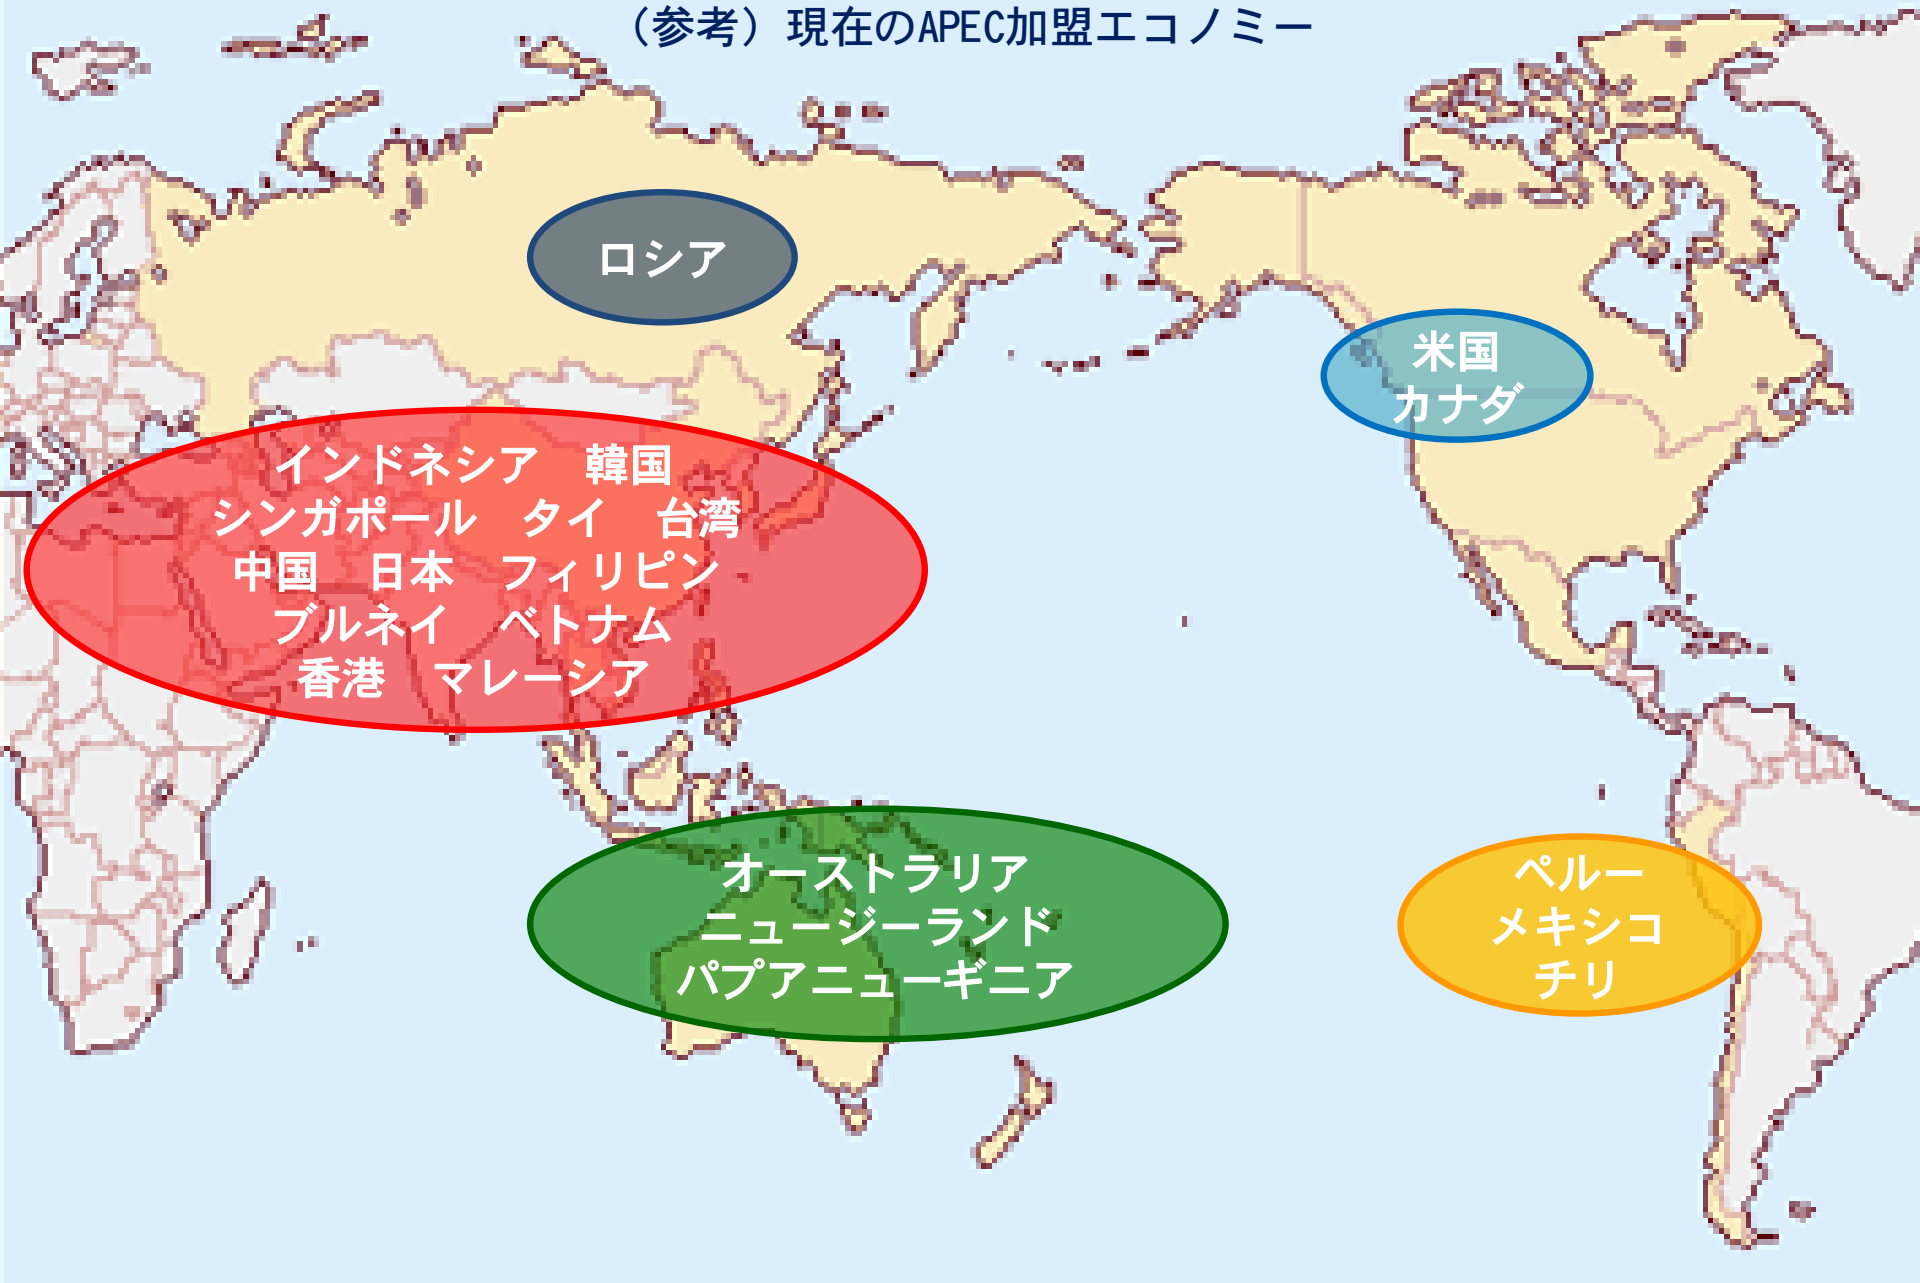 （参考）現在のAPEC加盟エコノミー
ロシア
米国
カナダ
インドネシア　韓国
シンガポール　タイ　台湾
中国　日本　フィリピン
ブルネイ　ベトナム
香港　マレーシア
オーストラリア
ニュージーランド
パプアニューギニア
ペルー
メキシコ
チリ